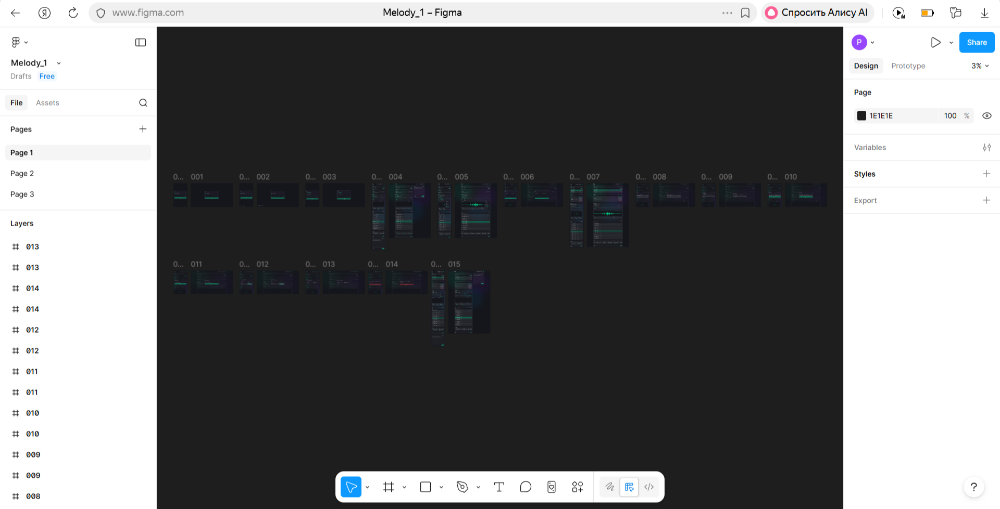 www.figma.com
Melody_1 – Figma
Спросить Алису AI
Melody_1
Drafts Free
File Assets
Pages
Page 1
Page 2
Page 3
Layers
013
013
014
014
012
012
011
011
010
010
009
009
008
0... 001 0... 002 0... 003 0... 004 0... 005 0... 006 0... 007 0... 008 0... 009 0... 010
0... 011 0... 012 0... 013 0... 014 0... 015
P
Share
Design Prototype 3%
Page
1E1E1E 100 %
Variables
Styles
Export
?